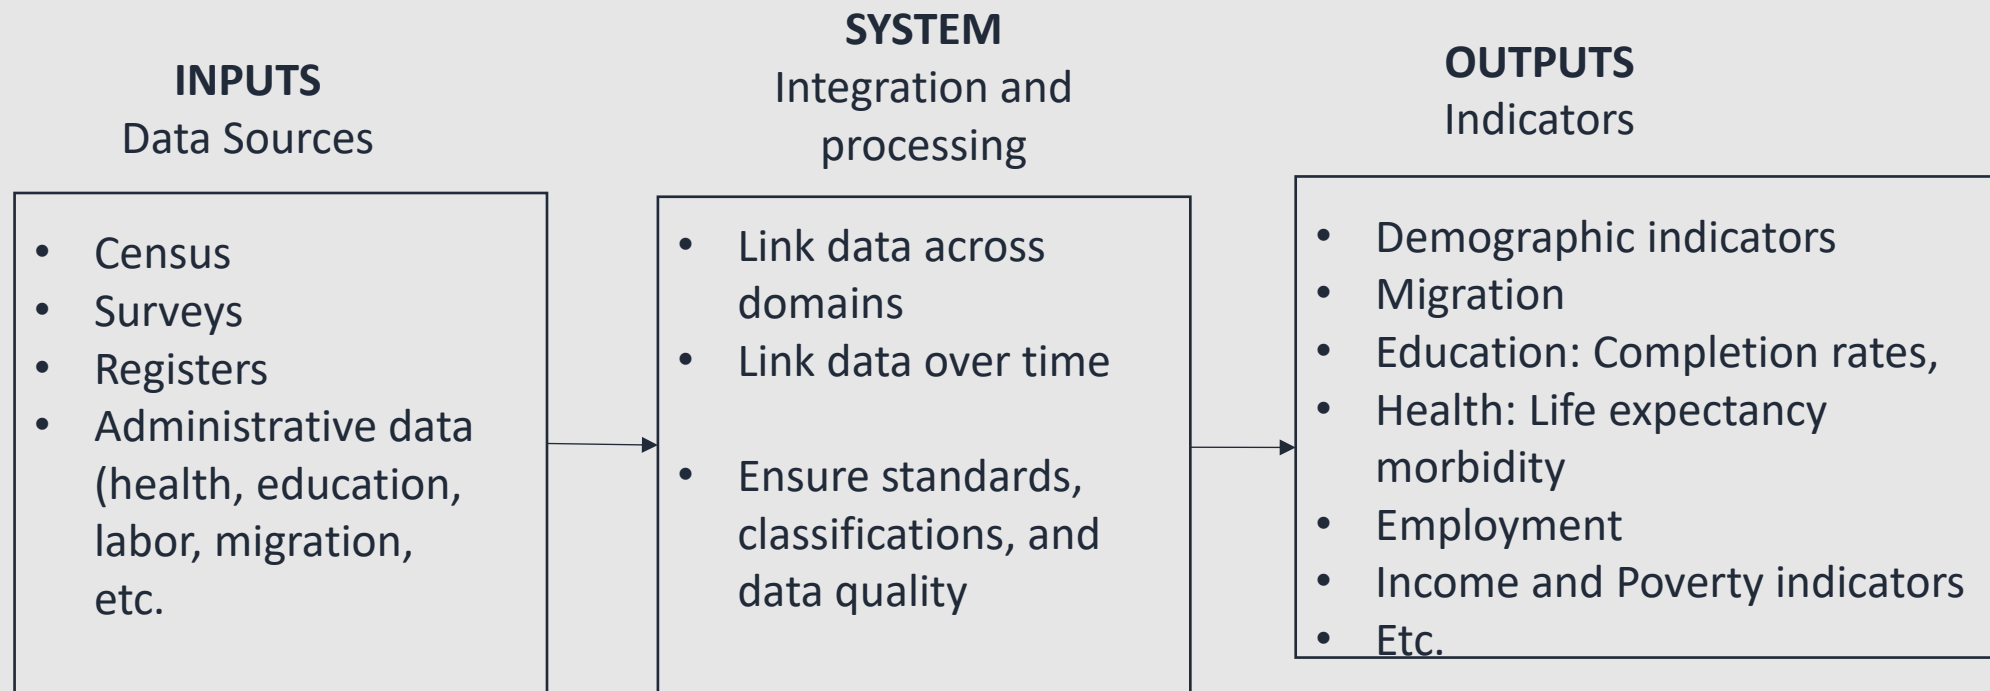 INPUTS
Data Sources
• Census
• Surveys
• Registers
• Administrative data
(health, education,
labor, migration,
etc.
SYSTEM
Integration and
processing
• Link data across
domains
• Link data over time
• Ensure standards,
classifications, and
data quality
OUTPUTS
Indicators
• Demographic indicators
• Migration
• Education: Completion rates,
• Health: Life expectancy
morbidity
• Employment
• Income and Poverty indicators
• Etc.